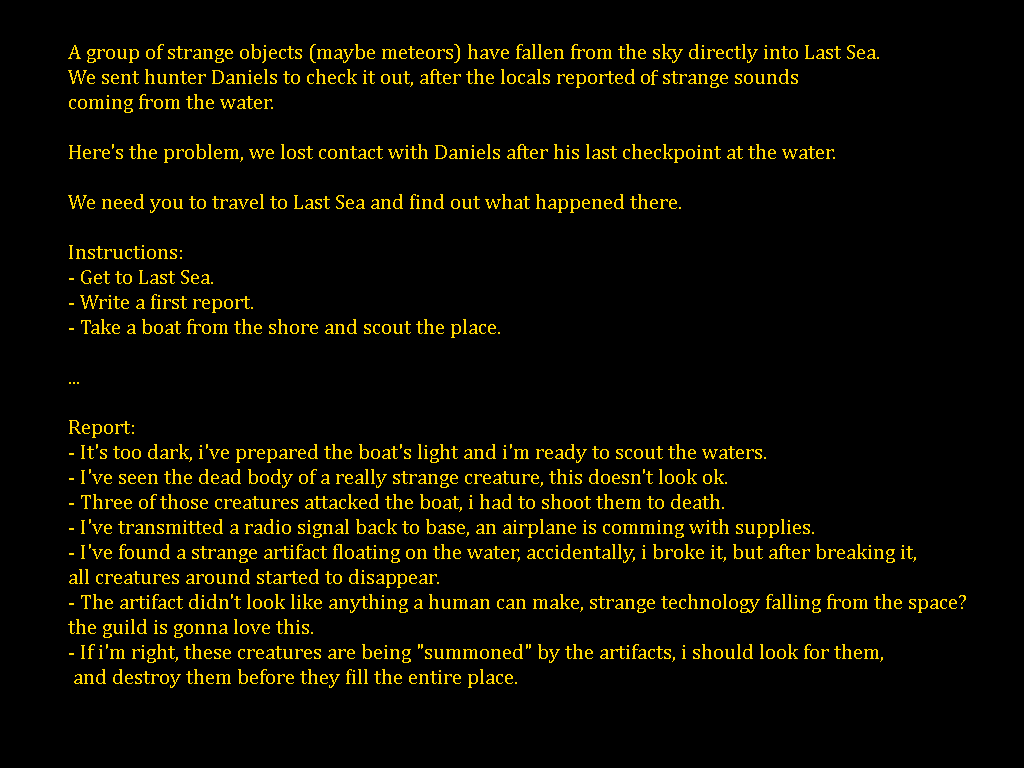 A group of strange objects (maybe meteors) have fallen from the sky directly into Last Sea.
We sent hunter Daniels to check it out, after the locals reported of strange sounds
coming from the water.
Here's the problem, we lost contact with Daniels after his last checkpoint at the water.
We need you to travel to Last Sea and find out what happened there.
Instructions:
- Get to Last Sea.
- Write a first report.
- Take a boat from the shore and scout the place.
...
Report:
- It's too dark, i've prepared the boat's light and i'm ready to scout the waters.
- I've seen the dead body of a really strange creature, this doesn't look ok.
- Three of those creatures attacked the boat, i had to shoot them to death.
- I've transmitted a radio signal back to base, an airplane is comming with supplies.
- I've found a strange artifact floating on the water, accidentally, i broke it, but after breaking it,
all creatures around started to disappear.
- The artifact didn't look like anything a human can make, strange technology falling from the space?
the guild is gonna love this.
- If i'm right, these creatures are being "summoned" by the artifacts, i should look for them,
and destroy them before they fill the entire place.